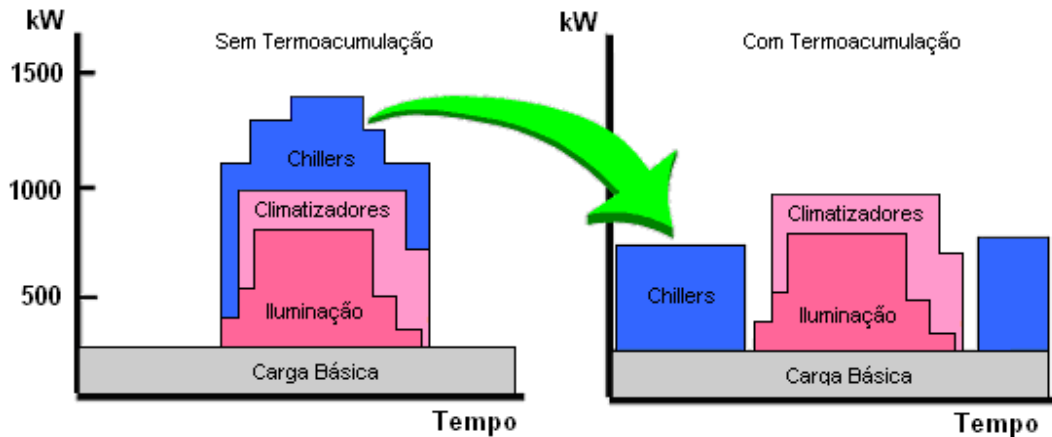 kW
Sem Termoacumulação
1500
1000
500
Chillers
Climatizadores
Iluminação
Carga Básica
Tempo
kW
Com Termoacumulação
Chillers
Climatizadores
Iluminação
Carga Básica
Tempo